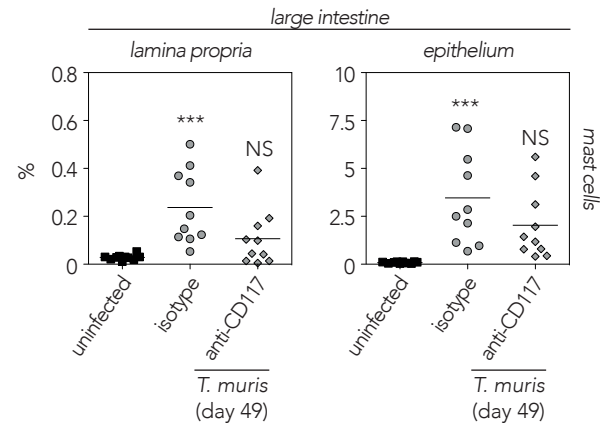 large intestine
lamina propria
epithelium
0.8
0.6
0.4
0.2
0
%
***
NS
10
7.5
5
2.5
0
***
NS
mast cells
uninfected
isotype
anti-CD117
uninfected
isotype
anti-CD117
T. muris
(day 49)
T. muris
(day 49)